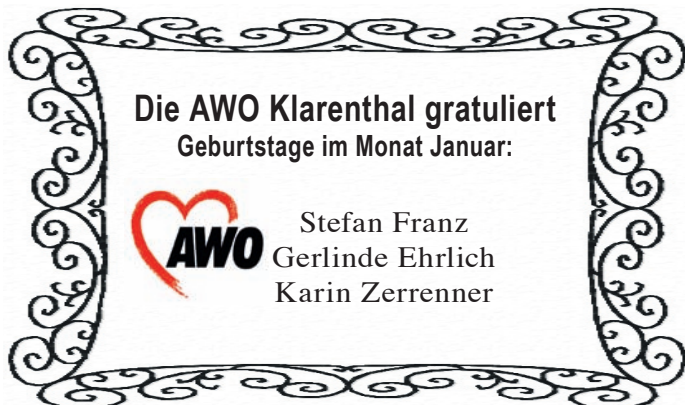 Die AWO Klarenthal gratuliert
Geburtstage im Monat Januar:
AWO
Stefan Franz
Gerlinde Ehrlich
Karin Zerrenner